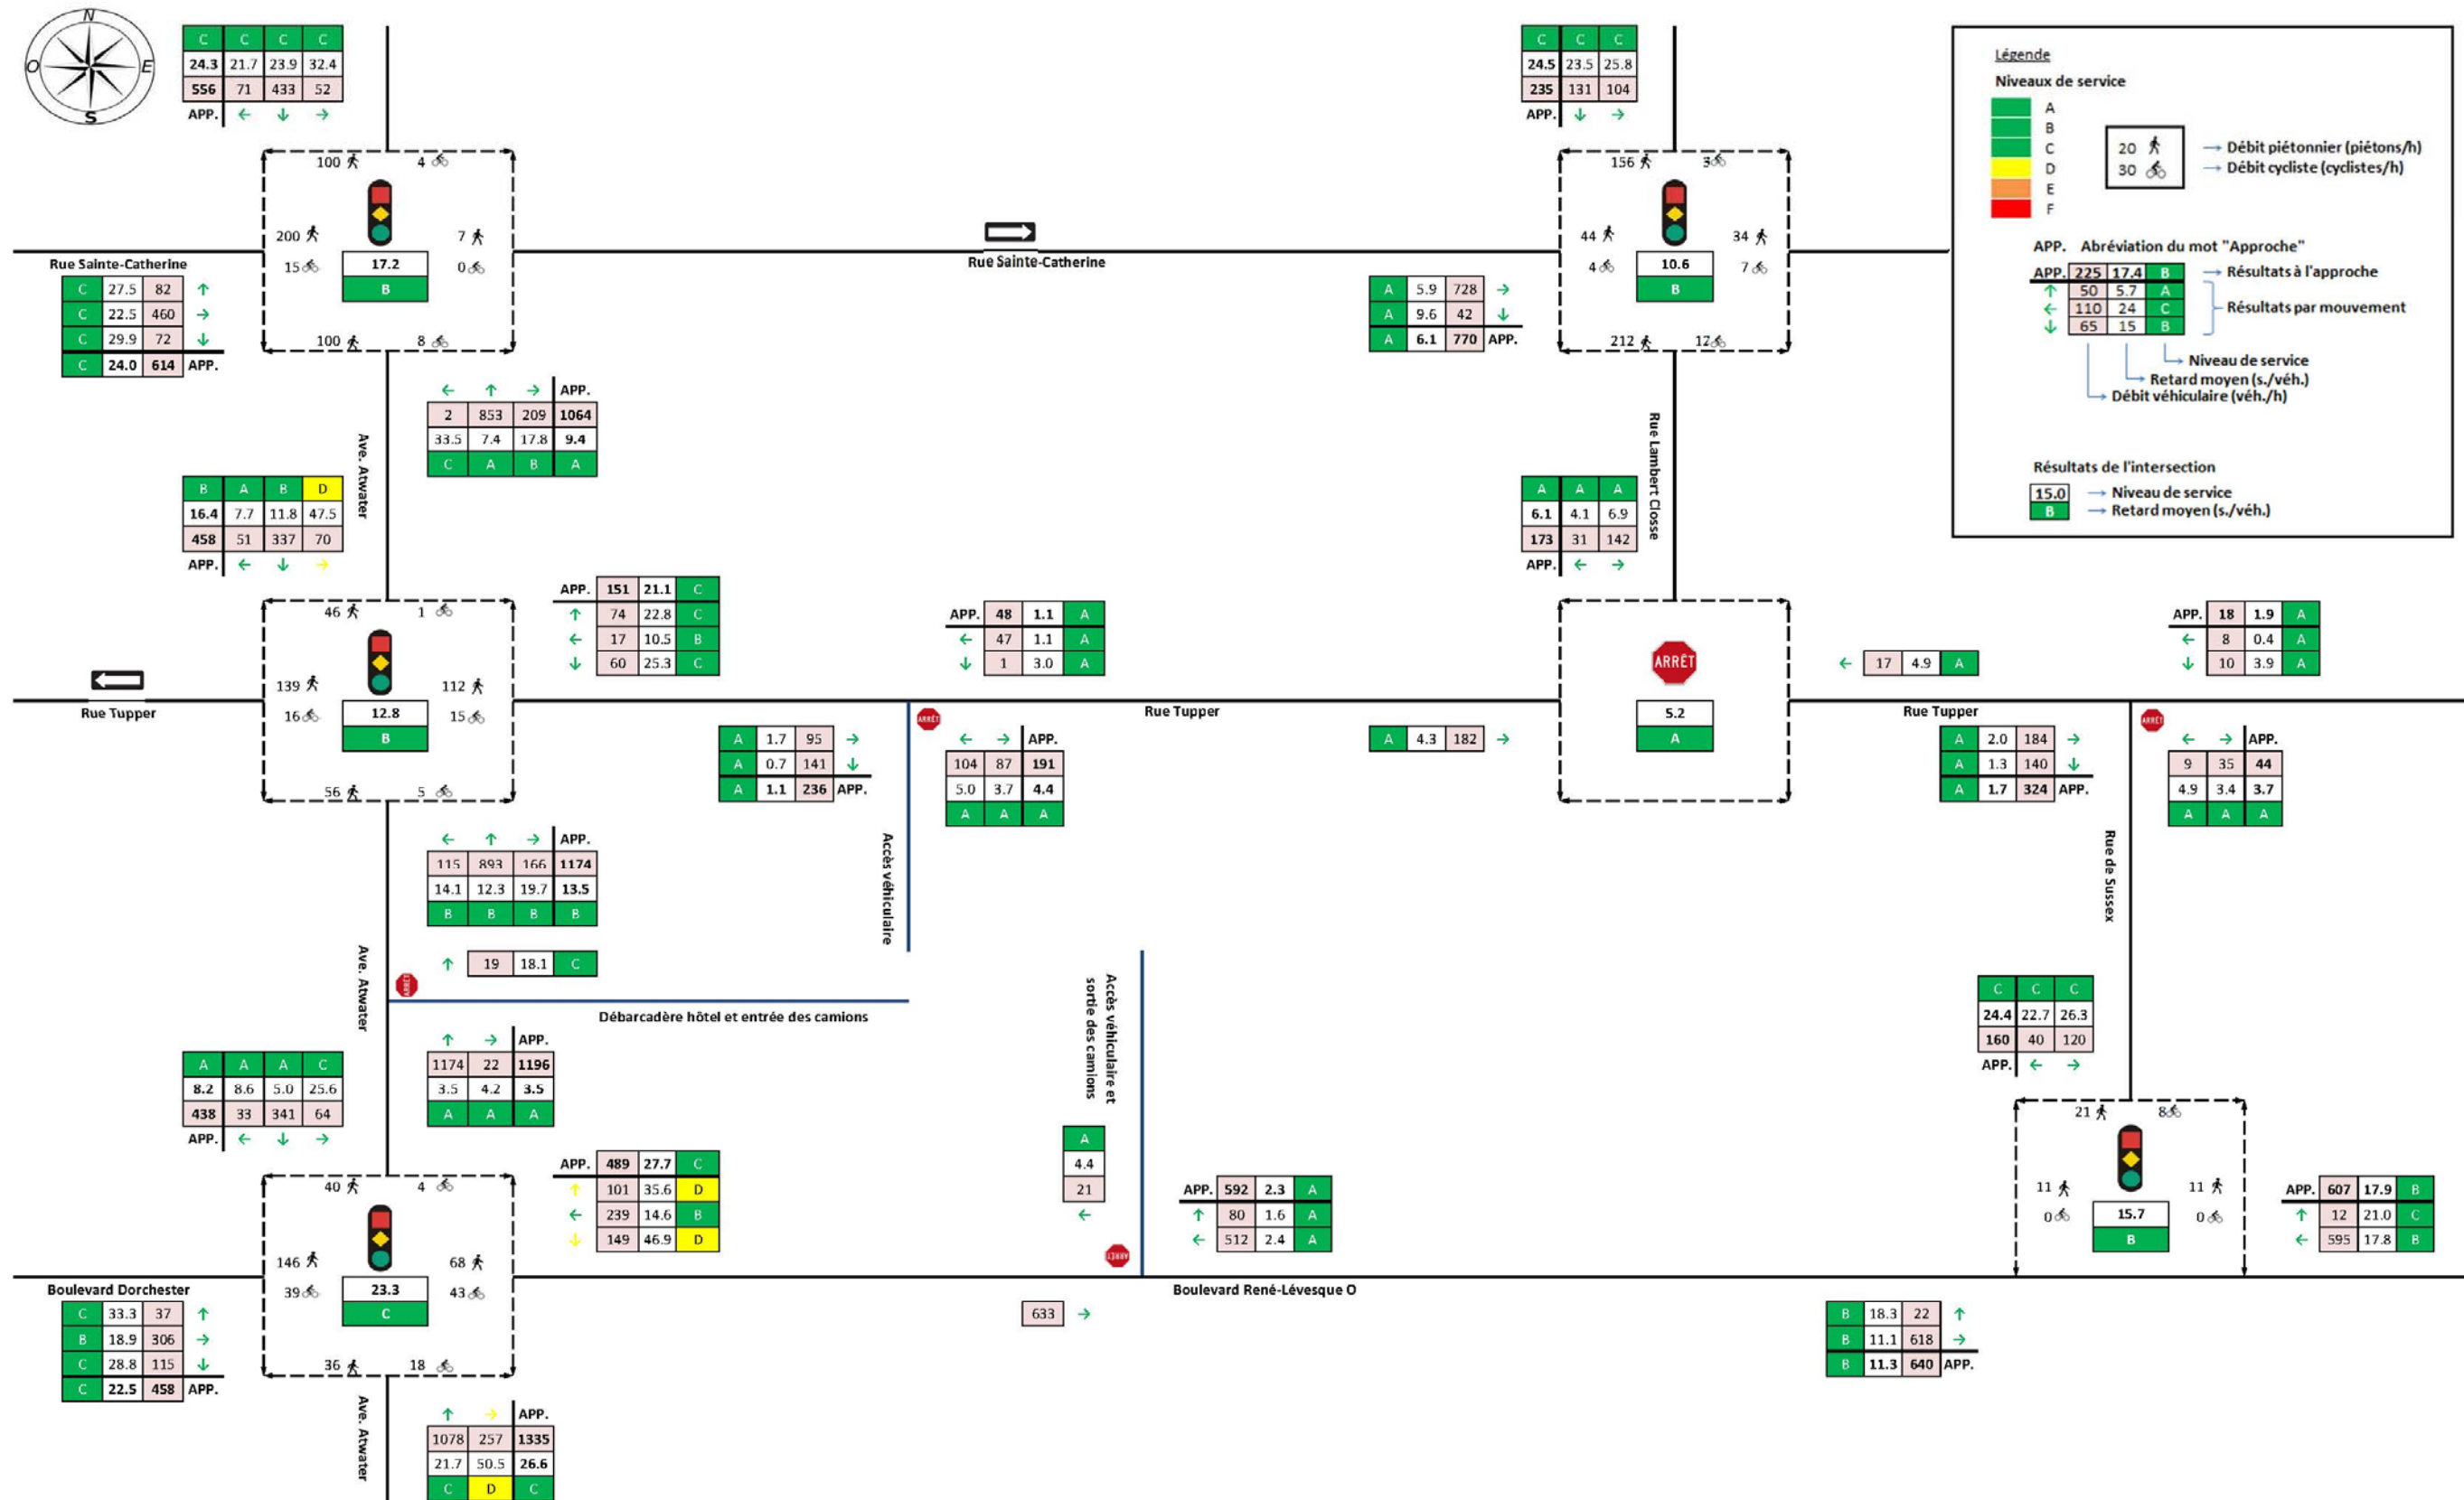 N
O
E
S
C C C C
24.3 21.7 23.9 32.4
556 71 433 52
APP. ← ↓ →
100 4
200 7
15 0
17.2
B
100 8
Rue Sainte-Catherine
C 27.5 82 ↑
C 22.5 460 →
C 29.9 72 ↓
C 24.0 614 APP.
← ↑ → APP.
2 853 209 1064
33.5 7.4 17.8 9.4
C A B A
Rue Sainte-Catherine
C C C
24.5 23.5 25.8
235 131 104
APP. ↓ →
156 3
44 34
4 7
10.6
B
212 12
A 5.9 728 →
A 9.6 42 ↓
A 6.1 770 APP.
Légende
Niveaux de service
A
B
C
D
E
F
20 → Débit piétonnier (piétons/h)
30 → Débit cycliste (cyclistes/h)
APP. Abréviation du mot "Approche"
APP. 225 17.4 B → Résultats à l'approche
↑ 50 5.7 A
← 110 24 C
↓ 65 15 B
Résultats par mouvement
Niveau de service
Retard moyen (s./véh.)
Débit véhiculaire (véh./h)
Résultats de l'intersection
15.0 → Niveau de service
B → Retard moyen (s./véh.)
Ave. Atwater
B A B D
16.4 7.7 11.8 47.5
458 51 337 70
APP. ← ↓ →
46 1
139 112
16 15
12.8
B
56 5
Rue Tupper
APP. 151 21.1 C
↑ 74 22.8 C
← 17 10.5 B
↓ 60 25.3 C
APP. 48 1.1 A
← 47 1.1 A
↓ 1 3.0 A
A 1.7 95 →
A 0.7 141 ↓
A 1.1 236 APP.
ARRÊT
← → APP.
104 87 191
5.0 3.7 4.4
A A A
Accès véhiculaire
Rue Tupper
Rue Lambert Closse
A A A
6.1 4.1 6.9
173 31 142
APP. ← →
ARRÊT
5.2
A
A 4.3 182 →
← 17 4.9 A
Rue Tupper
APP. 18 1.9 A
← 8 0.4 A
↓ 10 3.9 A
A 2.0 184 →
A 1.3 140 ↓
A 1.7 324 APP.
ARRÊT
← → APP.
9 35 44
4.9 3.4 3.7
A A A
Rue de Sussex
← ↑ → APP.
115 893 166 1174
14.1 12.3 19.7 13.5
B B B B
↑ 19 18.1 C
Ave. Atwater
ARRÊT
Débarcadère hôtel et entrée des camions
↑ → APP.
1174 22 1196
3.5 4.2 3.5
A A A
A A A C
8.2 8.6 5.0 25.6
438 33 341 64
APP. ← ↓ →
40 4
146 68
39 43
23.3
C
36 18
Boulevard Dorchester
C 33.3 37 ↑
B 18.9 306 →
C 28.8 115 ↓
C 22.5 458 APP.
APP. 489 27.7 C
↑ 101 35.6 D
← 239 14.6 B
↓ 149 46.9 D
Ave. Atwater
↑ → APP.
1078 257 1335
21.7 50.5 26.6
C D C
Accès véhiculaire et
sortie des camions
A
4.4
21
←
ARRÊT
APP. 592 2.3 A
↑ 80 1.6 A
← 512 2.4 A
Boulevard René-Lévesque O
633 →
C C C
24.4 22.7 26.3
160 40 120
APP. ← →
21 8
11 11
0 0
15.7
B
APP. 607 17.9 B
↑ 12 21.0 C
← 595 17.8 B
B 18.3 22 ↑
B 11.1 618 →
B 11.3 640 APP.